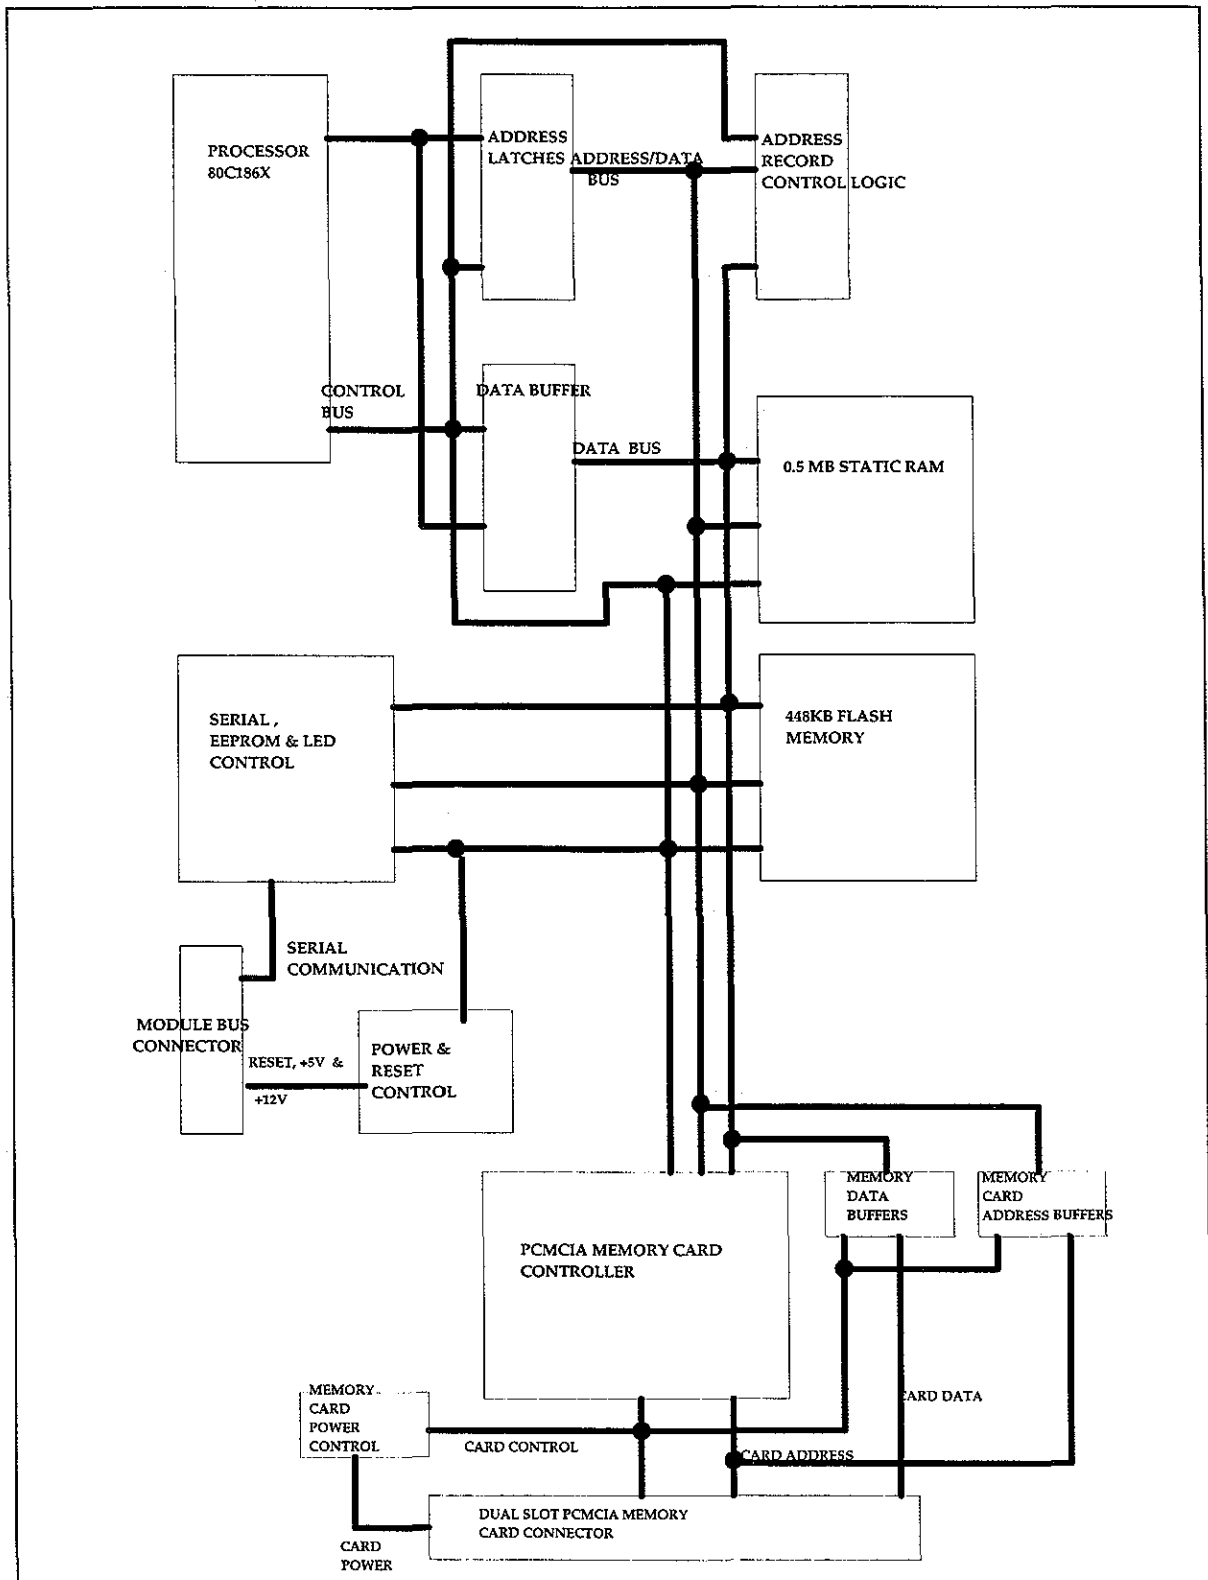 PROCESSOR
80C186X
ADDRESS
LATCHES
ADDRESS/DATA
BUS
ADDRESS
RECORD
CONTROL LOGIC
CONTROL
BUS
DATA BUFFER
DATA BUS
0.5 MB STATIC RAM
SERIAL ,
EEPROM & LED
CONTROL
448KB FLASH
MEMORY
SERIAL
COMMUNICATION
MODULE BUS
CONNECTOR
RESET, +5V &
+12V
POWER &
RESET
CONTROL
MEMORY
DATA
BUFFERS
MEMORY
CARD
ADDRESS BUFFERS
PCMCIA MEMORY CARD
CONTROLLER
MEMORY
CARD
POWER
CONTROL
CARD CONTROL
CARD DATA
CARD ADDRESS
DUAL SLOT PCMCIA MEMORY
CARD CONNECTOR
CARD
POWER